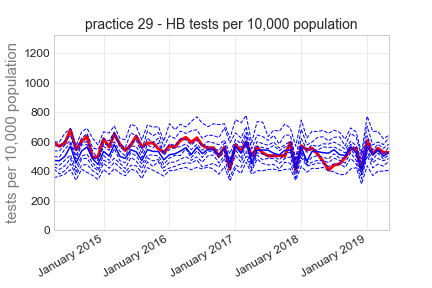 practice 29 - HB tests per 10,000 population
tests per 10,000 population
1200
1000
800
600
400
200
0
January 2015
January 2016
January 2017
January 2018
January 2019